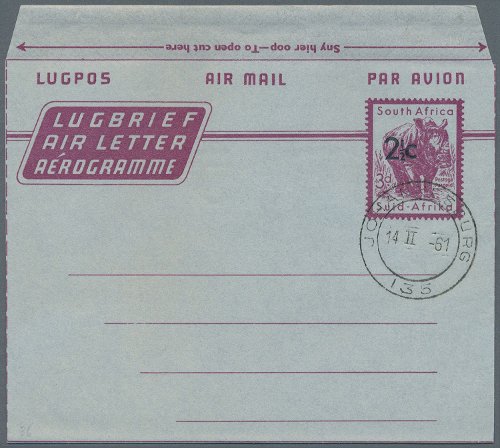 Sny hier oop—To open cut here
LUGPOS AIR MAIL PAR AVION
LUGBRIEF
AIR LETTER
AÉROGRAMME
South Africa
2½c
3d
Suid-Afrika
JOHANNESBURG
14 II -61
135